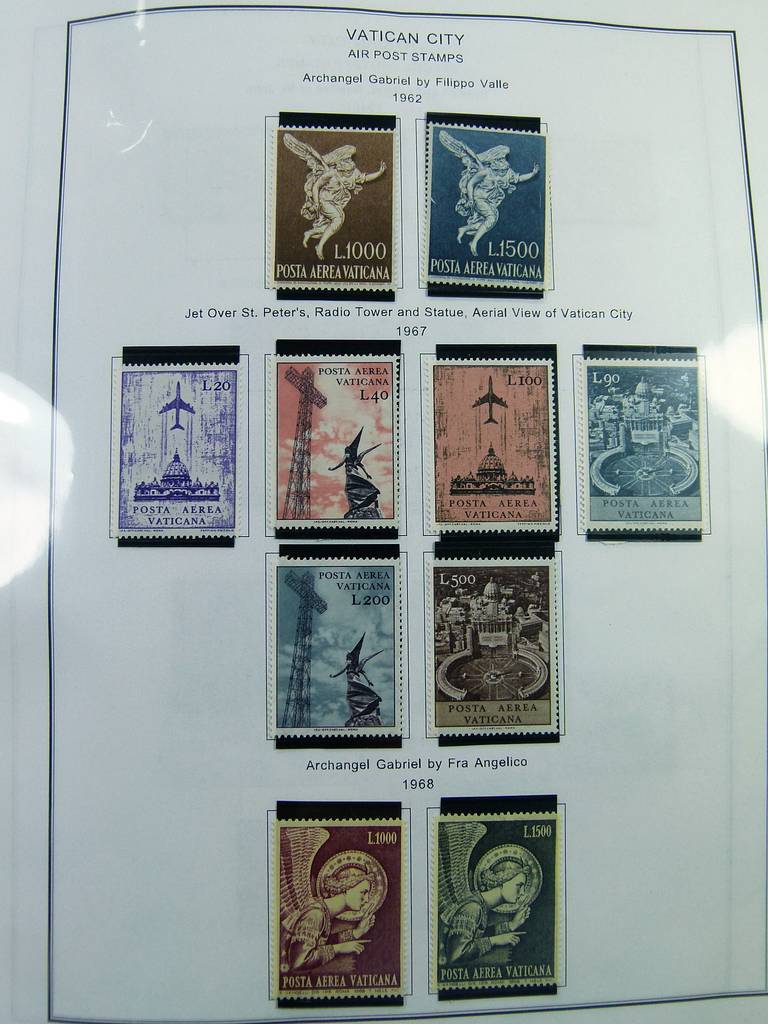 VATICAN CITY
AIR POST STAMPS
Archangel Gabriel by Filippo Valle
1962
L.1000
POSTA AEREA VATICANA
L.1500
POSTA AEREA VATICANA
Jet Over St. Peter's, Radio Tower and Statue, Aerial View of Vatican City
1967
L.20
POSTA AEREA
VATICANA
POSTA AEREA
VATICANA
L.40
L.100
POSTA AEREA
VATICANA
L.90
POSTA AEREA
VATICANA
POSTA AEREA
VATICANA
L.200
L.500
POSTA AEREA
VATICANA
Archangel Gabriel by Fra Angelico
1968
L.1000
POSTA AEREA VATICANA
L.1500
POSTA AEREA VATICANA